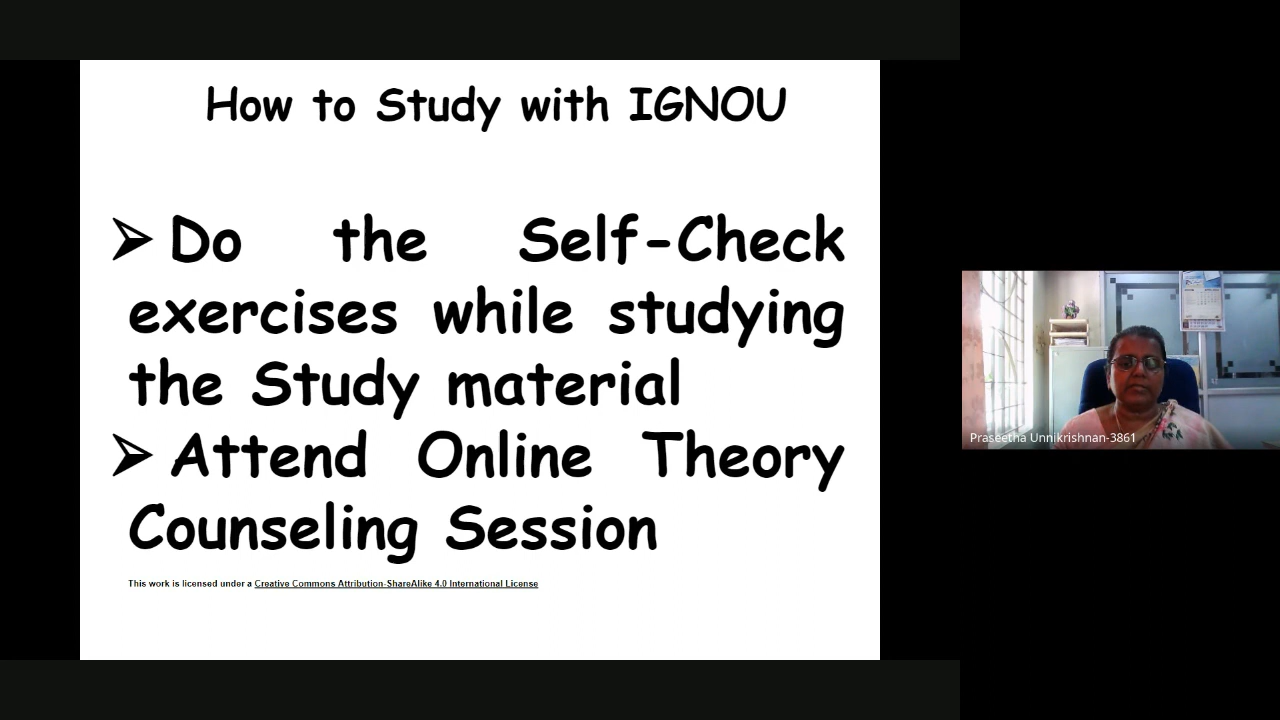 How to Study with IGNOU
➢ Do the Self-Check
exercises while studying
the Study material
➢ Attend Online Theory
Counseling Session
This work is licensed under a Creative Commons Attribution-ShareAlike 4.0 International License
Praseetha Unnikrishnan-3861